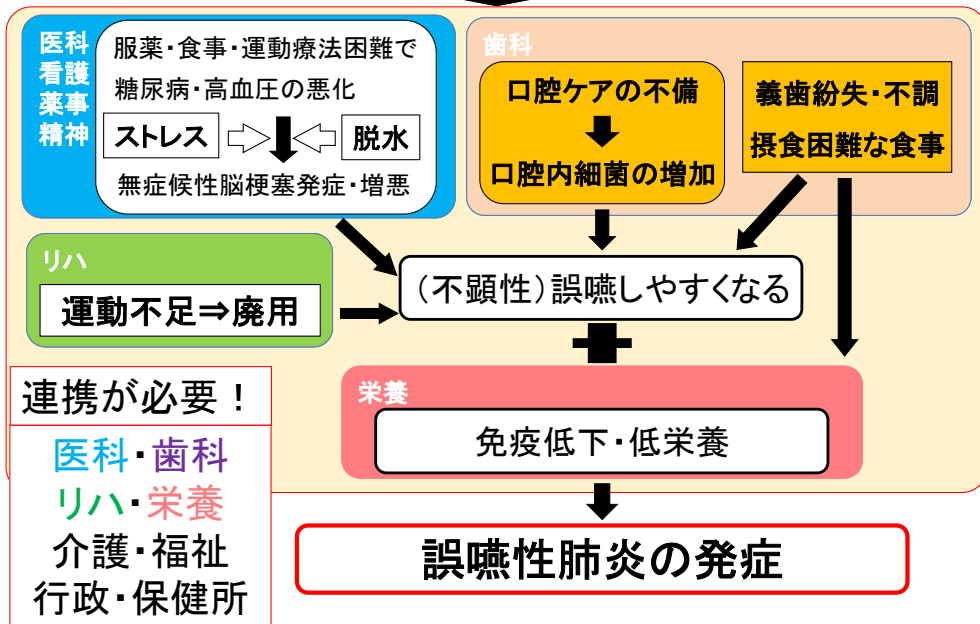 医科
看護
薬事
精神
服薬・食事・運動療法困難で
糖尿病・高血圧の悪化
ストレス
脱水
無症候性脳梗塞発症・増悪
歯科
口腔ケアの不備
口腔内細菌の増加
義歯紛失・不調
摂食困難な食事
リハ
運動不足⇒廃用
(不顕性)誤嚥しやすくなる
栄養
免疫低下・低栄養
連携が必要！
医科・歯科
リハ・栄養
介護・福祉
行政・保健所
誤嚥性肺炎の発症